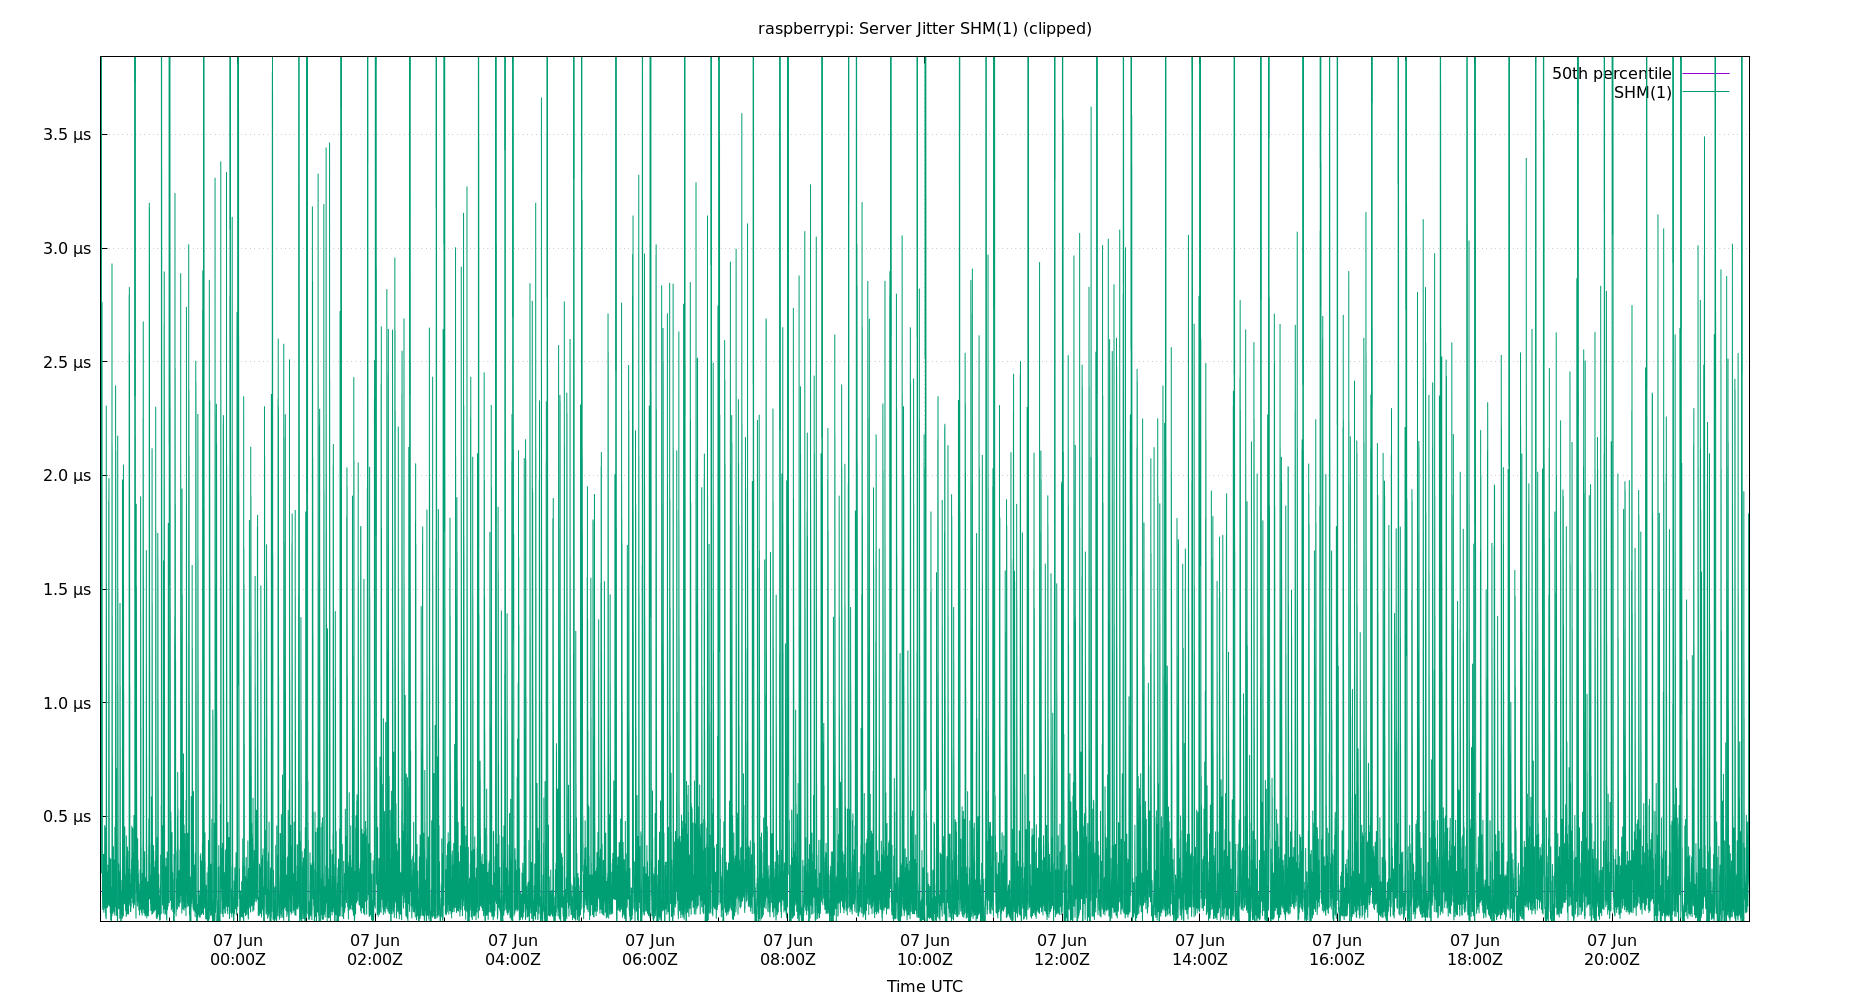 raspberrypi: Server Jitter SHM(1) (clipped)
50th percentile
SHM(1)
3.5 µs
3.0 µs
2.5 µs
2.0 µs
1.5 µs
1.0 µs
0.5 µs
07 Jun 07 Jun 07 Jun 07 Jun 07 Jun 07 Jun 07 Jun 07 Jun 07 Jun 07 Jun 07 Jun
00:00Z 02:00Z 04:00Z 06:00Z 08:00Z 10:00Z 12:00Z 14:00Z 16:00Z 18:00Z 20:00Z
Time UTC